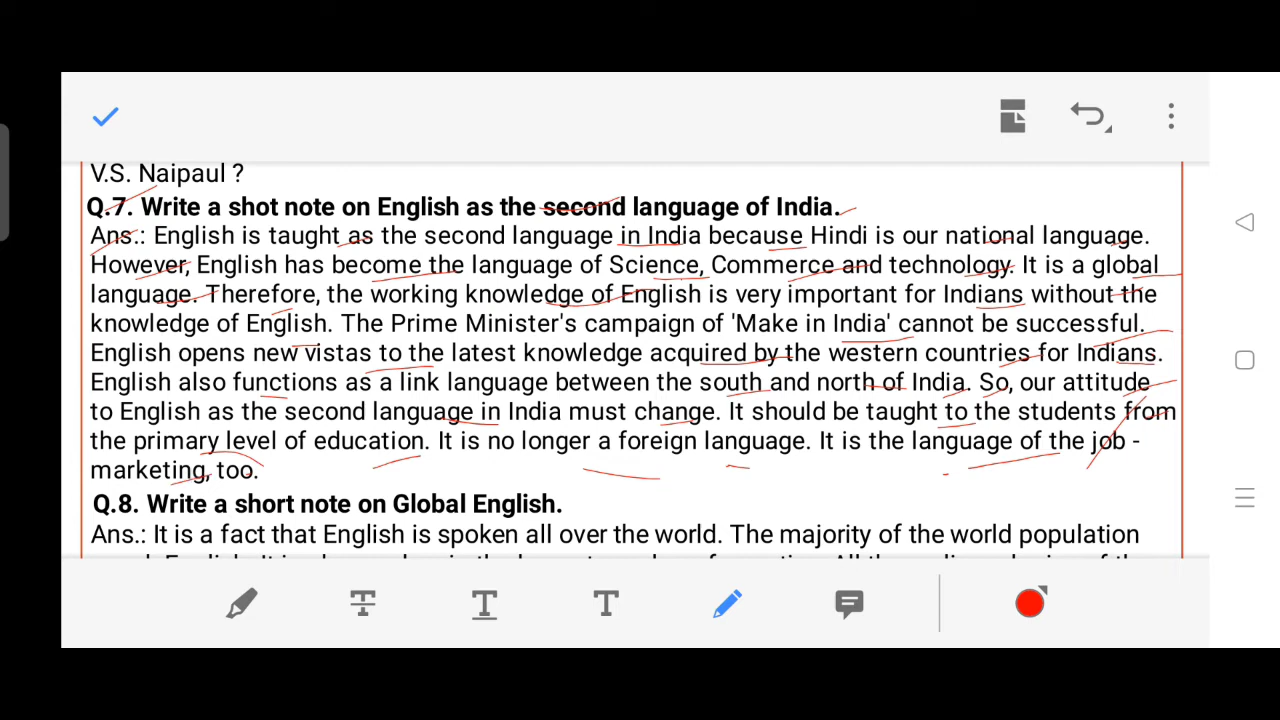 V.S. Naipaul ?
Q.7. Write a shot note on English as the second language of India.
Ans.: English is taught as the second language in India because Hindi is our national language.
However, English has become the language of Science, Commerce and technology. It is a global
language. Therefore, the working knowledge of English is very important for Indians without the
knowledge of English. The Prime Minister's campaign of 'Make in India' cannot be successful.
English opens new vistas to the latest knowledge acquired by the western countries for Indians.
English also functions as a link language between the south and north of India. So, our attitude
to English as the second language in India must change. It should be taught to the students from
the primary level of education. It is no longer a foreign language. It is the language of the job -
marketing, too.
Q.8. Write a short note on Global English.
Ans.: It is a fact that English is spoken all over the world. The majority of the world population